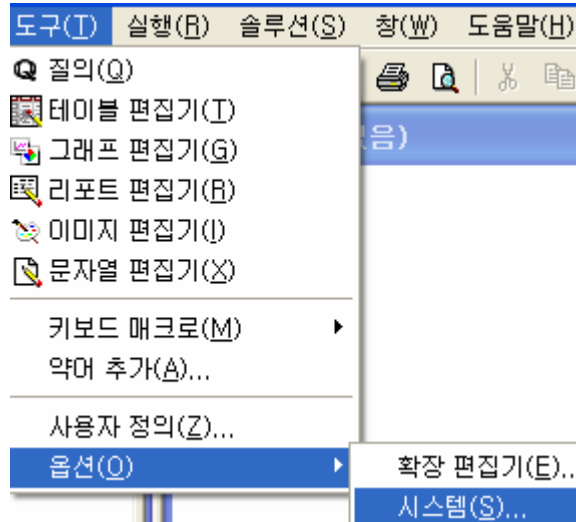 도구(T) 실행(R) 솔루션(S) 창(W) 도움말(H)
질의(Q)
테이블 편집기(T)
음)
그래프 편집기(G)
리포트 편집기(R)
이미지 편집기(I)
문자열 편집기(X)
키보드 매크로(M)
약어 추가(A)...
사용자 정의(Z)...
옵션(O)
확장 편집기(E)..
시스템(S)...